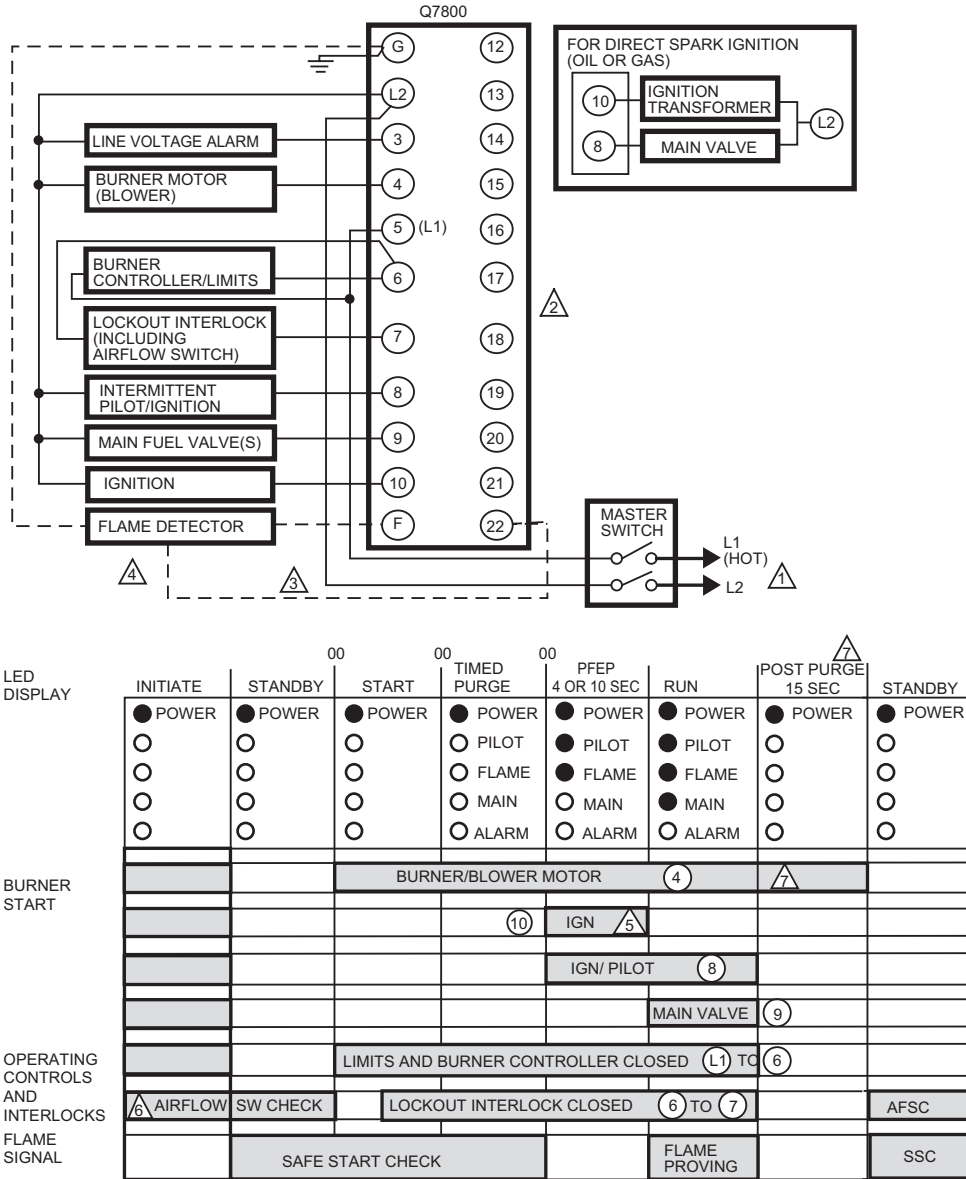 Q7800
G
12
L2
13
LINE VOLTAGE ALARM
3
14
BURNER MOTOR
(BLOWER)
4
15
5
(L1)
16
BURNER
CONTROLLER/LIMITS
6
17
2
LOCKOUT INTERLOCK
(INCLUDING
AIRFLOW SWITCH)
7
18
INTERMITTENT
PILOT/IGNITION
8
19
MAIN FUEL VALVE(S)
9
20
IGNITION
10
21
FLAME DETECTOR
F
22
4
3
FOR DIRECT SPARK IGNITION
(OIL OR GAS)
10
IGNITION
TRANSFORMER
L2
8
MAIN VALVE
MASTER
SWITCH
L1
(HOT)
1
L2
LED
DISPLAY
00
00
00
7
INITIATE
STANDBY
START
TIMED
PURGE
PFEP
4 OR 10 SEC
RUN
POST PURGE
15 SEC
STANDBY
POWER
POWER
POWER
POWER
POWER
POWER
POWER
POWER
PILOT
PILOT
PILOT
FLAME
FLAME
FLAME
MAIN
MAIN
MAIN
ALARM
ALARM
ALARM
BURNER
START
BURNER/BLOWER MOTOR
4
7
10
IGN
5
IGN/ PILOT
8
MAIN VALVE
9
OPERATING
CONTROLS
AND
INTERLOCKS
LIMITS AND BURNER CONTROLLER CLOSED
L1
TO
6
6
AIRFLOW
SW CHECK
LOCKOUT INTERLOCK CLOSED
6
TO
7
AFSC
FLAME
SIGNAL
SAFE START CHECK
FLAME
PROVING
SSC